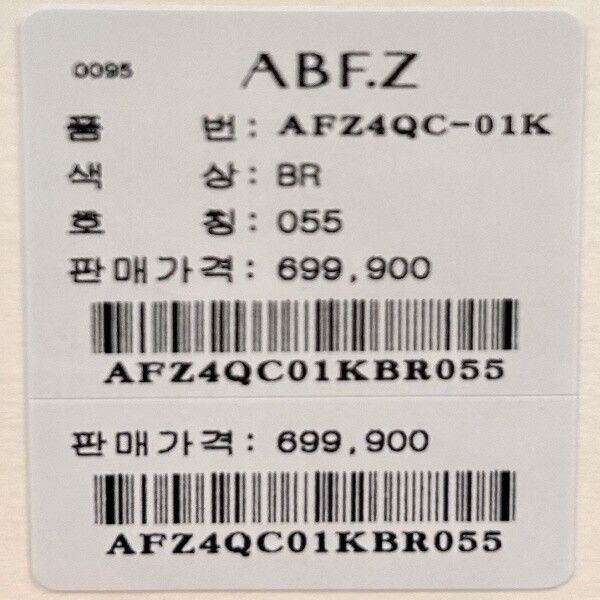 0095 ABF.Z
품 번: AFZ4QC-01K
색 상: BR
호 칭: 055
판매가격: 699,900
AFZ4QC01KBR055
판매가격: 699,900
AFZ4QC01KBR055